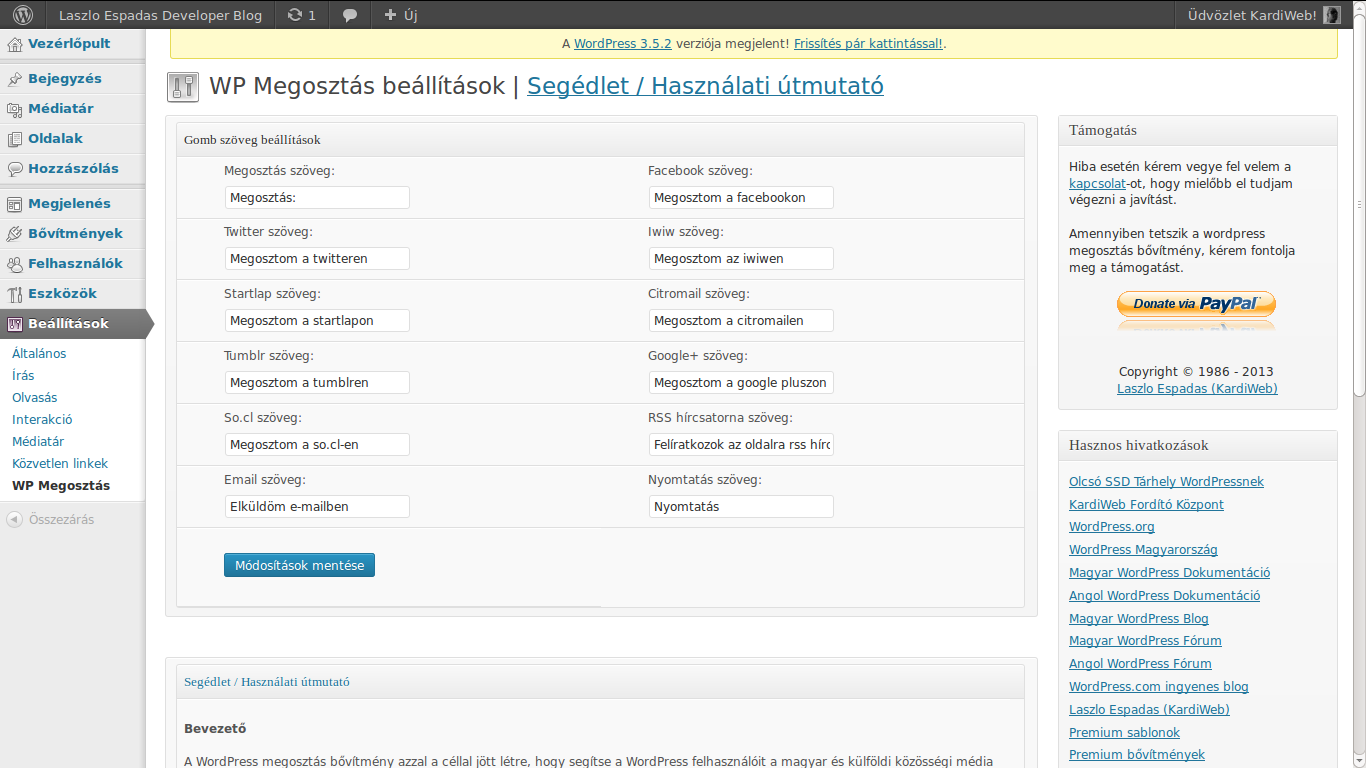 Laszlo Espadas Developer Blog 1 Új Üdvözlet KardiWeb!
Vezérlőpult
Bejegyzés
Médiatár
Oldalak
Hozzászólás
Megjelenés
Bővítmények
Felhasználók
Eszközök
Beállítások
Általános
Írás
Olvasás
Interakció
Médiatár
Közvetlen linkek
WP Megosztás
Összezárás
A WordPress 3.5.2 verziója megjelent! Frissítés pár kattintással!.
WP Megosztás beállítások | Segédlet / Használati útmutató
Gomb szöveg beállítások
Megosztás szöveg: Facebook szöveg:
Megosztás: Megosztom a facebookon
Twitter szöveg: Iwiw szöveg:
Megosztom a twitteren Megosztom az iwiwen
Startlap szöveg: Citromail szöveg:
Megosztom a startlapon Megosztom a citromailen
Tumblr szöveg: Google+ szöveg:
Megosztom a tumblren Megosztom a google pluszon
So.cl szöveg: RSS hírcsatorna szöveg:
Megosztom a so.cl-en Felíratkozok az oldalra rss hírc
Email szöveg: Nyomtatás szöveg:
Elküldöm e-mailben Nyomtatás
Módosítások mentése
Segédlet / Használati útmutató
Bevezető
A WordPress megosztás bővítmény azzal a céllal jött létre, hogy segítse a WordPress felhasználóit a magyar és külföldi közösségi média
Támogatás
Hiba esetén kérem vegye fel velem a
kapcsolat-ot, hogy mielőbb el tudjam
végezni a javítást.
Amennyiben tetszik a wordpress
megosztás bővítmény, kérem fontolja
meg a támogatást.
Donate via PayPal
Copyright © 1986 - 2013
Laszlo Espadas (KardiWeb)
Hasznos hivatkozások
Olcsó SSD Tárhely WordPressnek
KardiWeb Fordító Központ
WordPress.org
WordPress Magyarország
Magyar WordPress Dokumentáció
Angol WordPress Dokumentáció
Magyar WordPress Blog
Magyar WordPress Fórum
Angol WordPress Fórum
WordPress.com ingyenes blog
Laszlo Espadas (KardiWeb)
Premium sablonok
Premium bővítmények